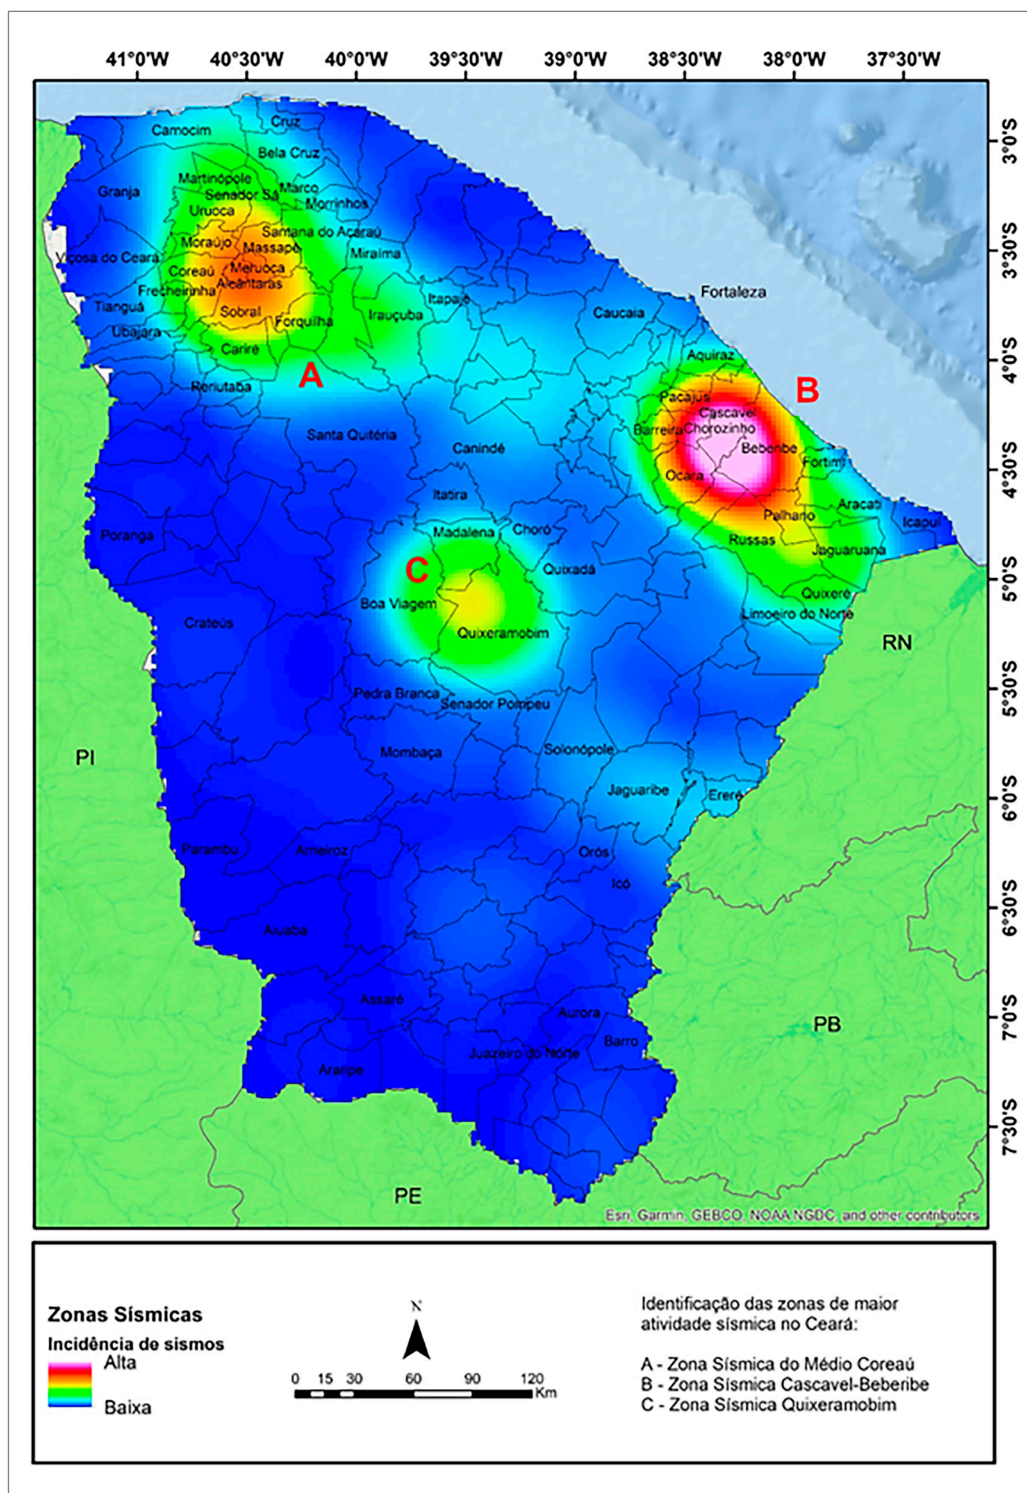 41°0'W 40°30'W 40°0'W 39°30'W 39°0'W 38°30'W 38°0'W 37°30'W
3°0'S
3°30'S
4°0'S
4°30'S
5°0'S
5°30'S
6°0'S
6°30'S
7°0'S
7°30'S
Cruz
Camocim
Bela Cruz
Martinópole
Marco
Granja
Senador Sá
Morrinhos
Uruoca
Santana do Acaraú
Moraújo
Massapê
Miraíma
Viçosa do Ceará
Meruoca
Coreaú
Alcântaras
Frecheirinha
Fortaleza
Itapajé
Tianguá
Sobral
Irauçuba
Caucaia
Forquilha
Ubajara
Cariré
Aquiraz
A
Reriutaba
B
Pacajus
Cascavel
Barreira
Chorozinho
Santa Quitéria
Canindé
Beberibe
Fortim
Ocara
Itatira
Aracati
Palhano
Icapuí
Madalena
Choró
Poranga
Russas
Jaguaruana
C
Quixadá
Quixeré
Boa Viagem
Limoeiro do Norte
Crateús
Quixeramobim
RN
Pedra Branca
Senador Pompeu
Mombaça
Solonópole
PI
Jaguaribe
Ererê
Parambu
Arneiroz
Orós
Icó
Aiuaba
Assaré
Aurora
PB
Barro
Juazeiro do Norte
Araripe
PE
Esri, Garmin, GEBCO, NOAA NGDC, and other contributors
Zonas Sísmicas
Incidência de sismos
Alta
Baixa
N
0 15 30 60 90 120
Km
Identificação das zonas de maior
atividade sísmica no Ceará:
A - Zona Sísmica do Médio Coreaú
B - Zona Sísmica Cascavel-Beberibe
C - Zona Sísmica Quixeramobim